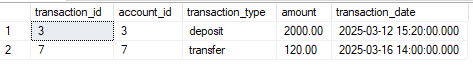 transaction_id account_id transaction_type amount transaction_date
1 3 3 deposit 2000.00 2025-03-12 15:20:00.000
2 7 7 transfer 120.00 2025-03-16 14:00:00.000